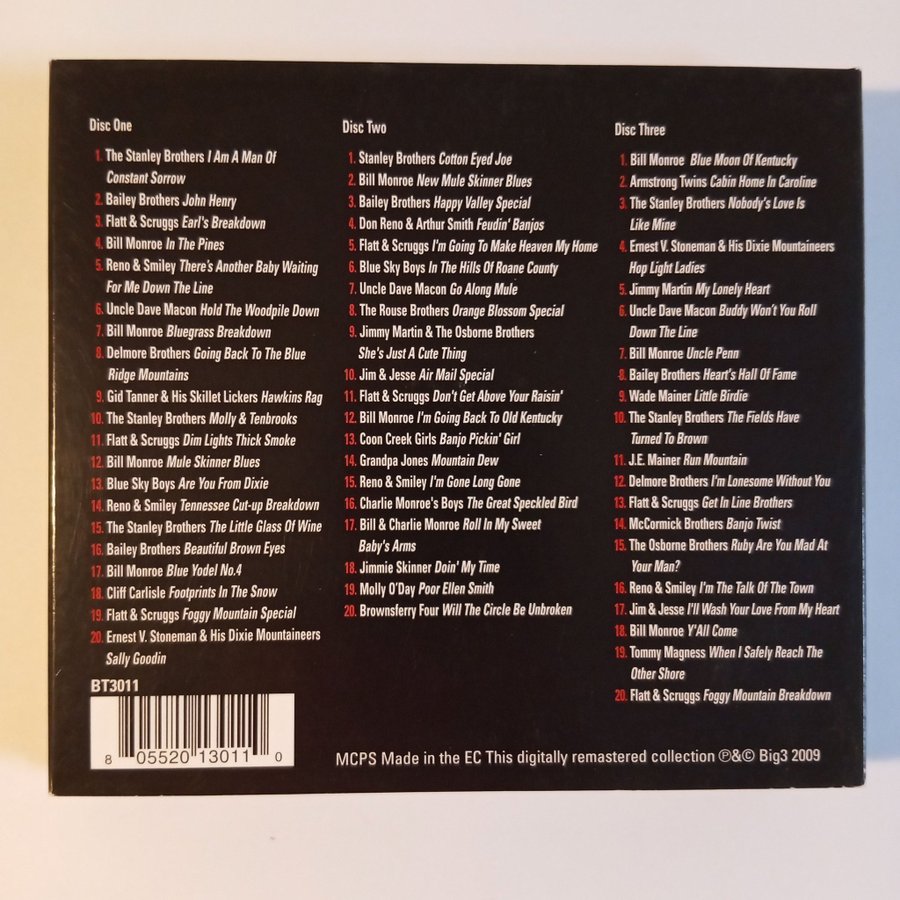 Disc One
1. The Stanley Brothers I Am A Man Of
Constant Sorrow
2. Bailey Brothers John Henry
3. Flatt & Scruggs Earl's Breakdown
4. Bill Monroe In The Pines
5. Reno & Smiley There's Another Baby Waiting
For Me Down The Line
6. Uncle Dave Macon Hold The Woodpile Down
7. Bill Monroe Bluegrass Breakdown
8. Delmore Brothers Going Back To The Blue
Ridge Mountains
9. Gid Tanner & His Skillet Lickers Hawkins Rag
10. The Stanley Brothers Molly & Tenbrooks
11. Flatt & Scruggs Dim Lights Thick Smoke
12. Bill Monroe Mule Skinner Blues
13. Blue Sky Boys Are You From Dixie
14. Reno & Smiley Tennessee Cut-up Breakdown
15. The Stanley Brothers The Little Glass Of Wine
16. Bailey Brothers Beautiful Brown Eyes
17. Bill Monroe Blue Yodel No.4
18. Cliff Carlisle Footprints In The Snow
19. Flatt & Scruggs Foggy Mountain Special
20. Ernest V. Stoneman & His Dixie Mountaineers
Sally Goodin
BT3011
8 05520 13011 0
Disc Two
1. Stanley Brothers Cotton Eyed Joe
2. Bill Monroe New Mule Skinner Blues
3. Bailey Brothers Happy Valley Special
4. Don Reno & Arthur Smith Feudin' Banjos
5. Flatt & Scruggs I'm Going To Make Heaven My Home
6. Blue Sky Boys In The Hills Of Roane County
7. Uncle Dave Macon Go Along Mule
8. The Rouse Brothers Orange Blossom Special
9. Jimmy Martin & The Osborne Brothers
She's Just A Cute Thing
10. Jim & Jesse Air Mail Special
11. Flatt & Scruggs Don't Get Above Your Raisin'
12. Bill Monroe I'm Going Back To Old Kentucky
13. Coon Creek Girls Banjo Pickin' Girl
14. Grandpa Jones Mountain Dew
15. Reno & Smiley I'm Gone Long Gone
16. Charlie Monroe's Boys The Great Speckled Bird
17. Bill & Charlie Monroe Roll In My Sweet
Baby's Arms
18. Jimmie Skinner Doin' My Time
19. Molly O'Day Poor Ellen Smith
20. Brownsferry Four Will The Circle Be Unbroken
Disc Three
1. Bill Monroe Blue Moon Of Kentucky
2. Armstrong Twins Cabin Home In Caroline
3. The Stanley Brothers Nobody's Love Is
Like Mine
4. Ernest V. Stoneman & His Dixie Mountaineers
Hop Light Ladies
5. Jimmy Martin My Lonely Heart
6. Uncle Dave Macon Buddy Won't You Roll
Down The Line
7. Bill Monroe Uncle Penn
8. Bailey Brothers Heart's Hall Of Fame
9. Wade Mainer Little Birdie
10. The Stanley Brothers The Fields Have
Turned To Brown
11. J.E. Mainer Run Mountain
12. Delmore Brothers I'm Lonesome Without You
13. Flatt & Scruggs Get In Line Brothers
14. McCormick Brothers Banjo Twist
15. The Osborne Brothers Ruby Are You Mad At
Your Man?
16. Reno & Smiley I'm The Talk Of The Town
17. Jim & Jesse I'll Wash Your Love From My Heart
18. Bill Monroe Y'All Come
19. Tommy Magness When I Safely Reach The
Other Shore
20. Flatt & Scruggs Foggy Mountain Breakdown
MCPS Made in the EC This digitally remastered collection ℗&© Big3 2009